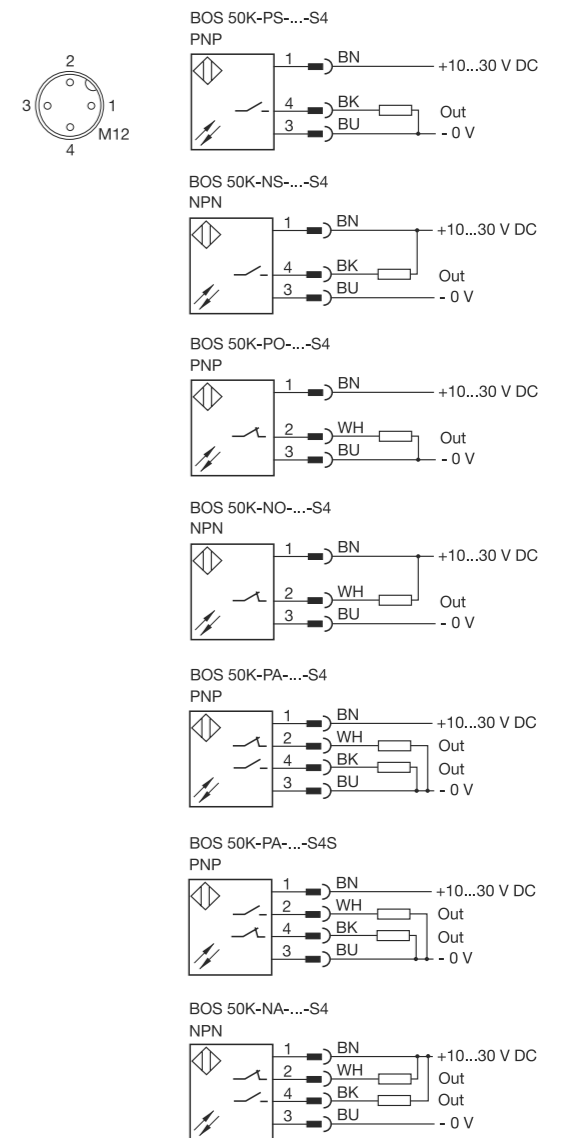 BOS 50K-PS-...-S4
PNP
2
3
1
M12
4
1 BN +10...30 V DC
4 BK Out
3 BU - 0 V
BOS 50K-NS-...-S4
NPN
1 BN +10...30 V DC
4 BK Out
3 BU - 0 V
BOS 50K-PO-...-S4
PNP
1 BN +10...30 V DC
2 WH Out
3 BU - 0 V
BOS 50K-NO-...-S4
NPN
1 BN +10...30 V DC
2 WH Out
3 BU - 0 V
BOS 50K-PA-...-S4
PNP
1 BN +10...30 V DC
2 WH Out
4 BK Out
3 BU - 0 V
BOS 50K-PA-...-S4S
PNP
1 BN +10...30 V DC
2 WH Out
4 BK Out
3 BU - 0 V
BOS 50K-NA-...-S4
NPN
1 BN +10...30 V DC
2 WH Out
4 BK Out
3 BU - 0 V